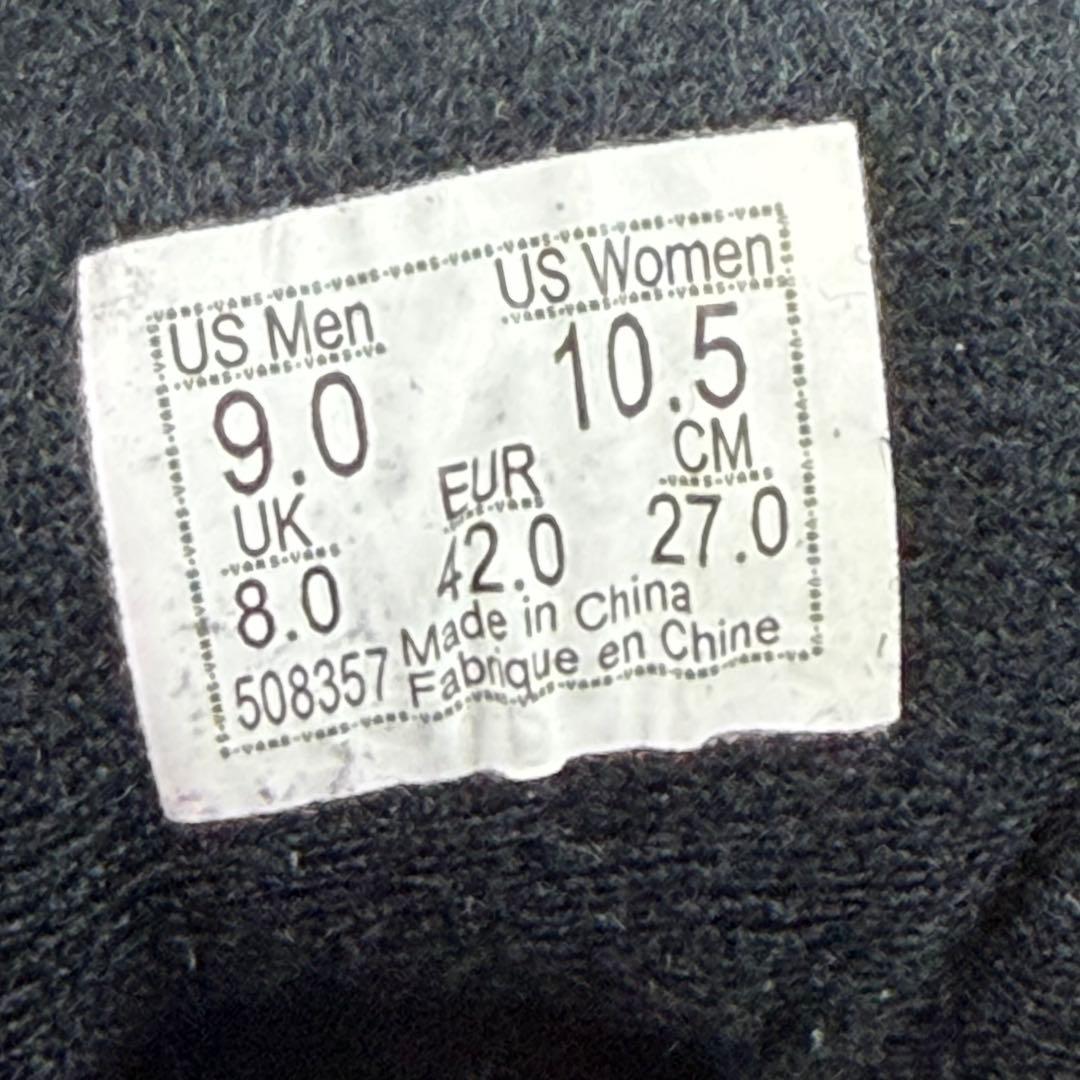 US Men US Women
9.0 10.5
UK EUR CM
8.0 42.0 27.0
508357 Made in China
Fabrique en Chine